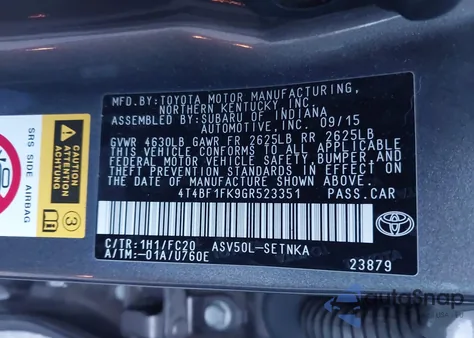 MFD.BY:TOYOTA MOTOR MANUFACTURING,
NORTHERN KENTUCKY, INC.
ASSEMBLED BY:SUBARU OF INDIANA
AUTOMOTIVE, INC. 09/15
GVWR 4630LB GAWR FR 2625LB RR 2625LB
THIS VEHICLE CONFORMS TO ALL APPLICABLE
FEDERAL MOTOR VEHICLE SAFETY, BUMPER, AND
THEFT PREVENTION STANDARDS IN EFFECT ON
THE DATE OF MANUFACTURE SHOWN ABOVE.
4T4BF1FK9GR523351 PASS.CAR
C/TR:1H1/FC20 ASV50L-SETNKA
A/TM:-01A/U760E
23879
TOYOTA
SRS SIDE AIRBAG
3
autoSnap